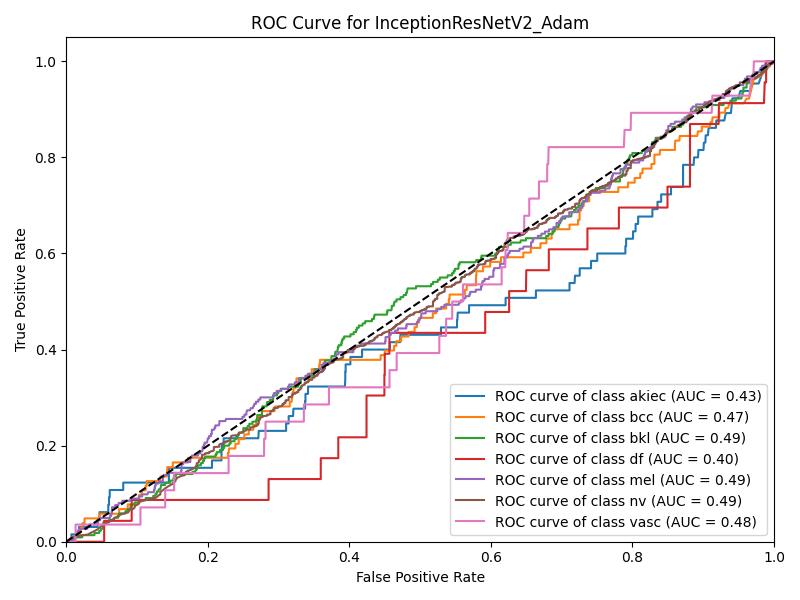 ROC Curve for InceptionResNetV2_Adam
True Positive Rate
1.0
0.8
0.6
0.4
0.2
0.0
ROC curve of class akiec (AUC = 0.43)
ROC curve of class bcc (AUC = 0.47)
ROC curve of class bkl (AUC = 0.49)
ROC curve of class df (AUC = 0.40)
ROC curve of class mel (AUC = 0.49)
ROC curve of class nv (AUC = 0.49)
ROC curve of class vasc (AUC = 0.48)
0.0 0.2 0.4 0.6 0.8 1.0
False Positive Rate